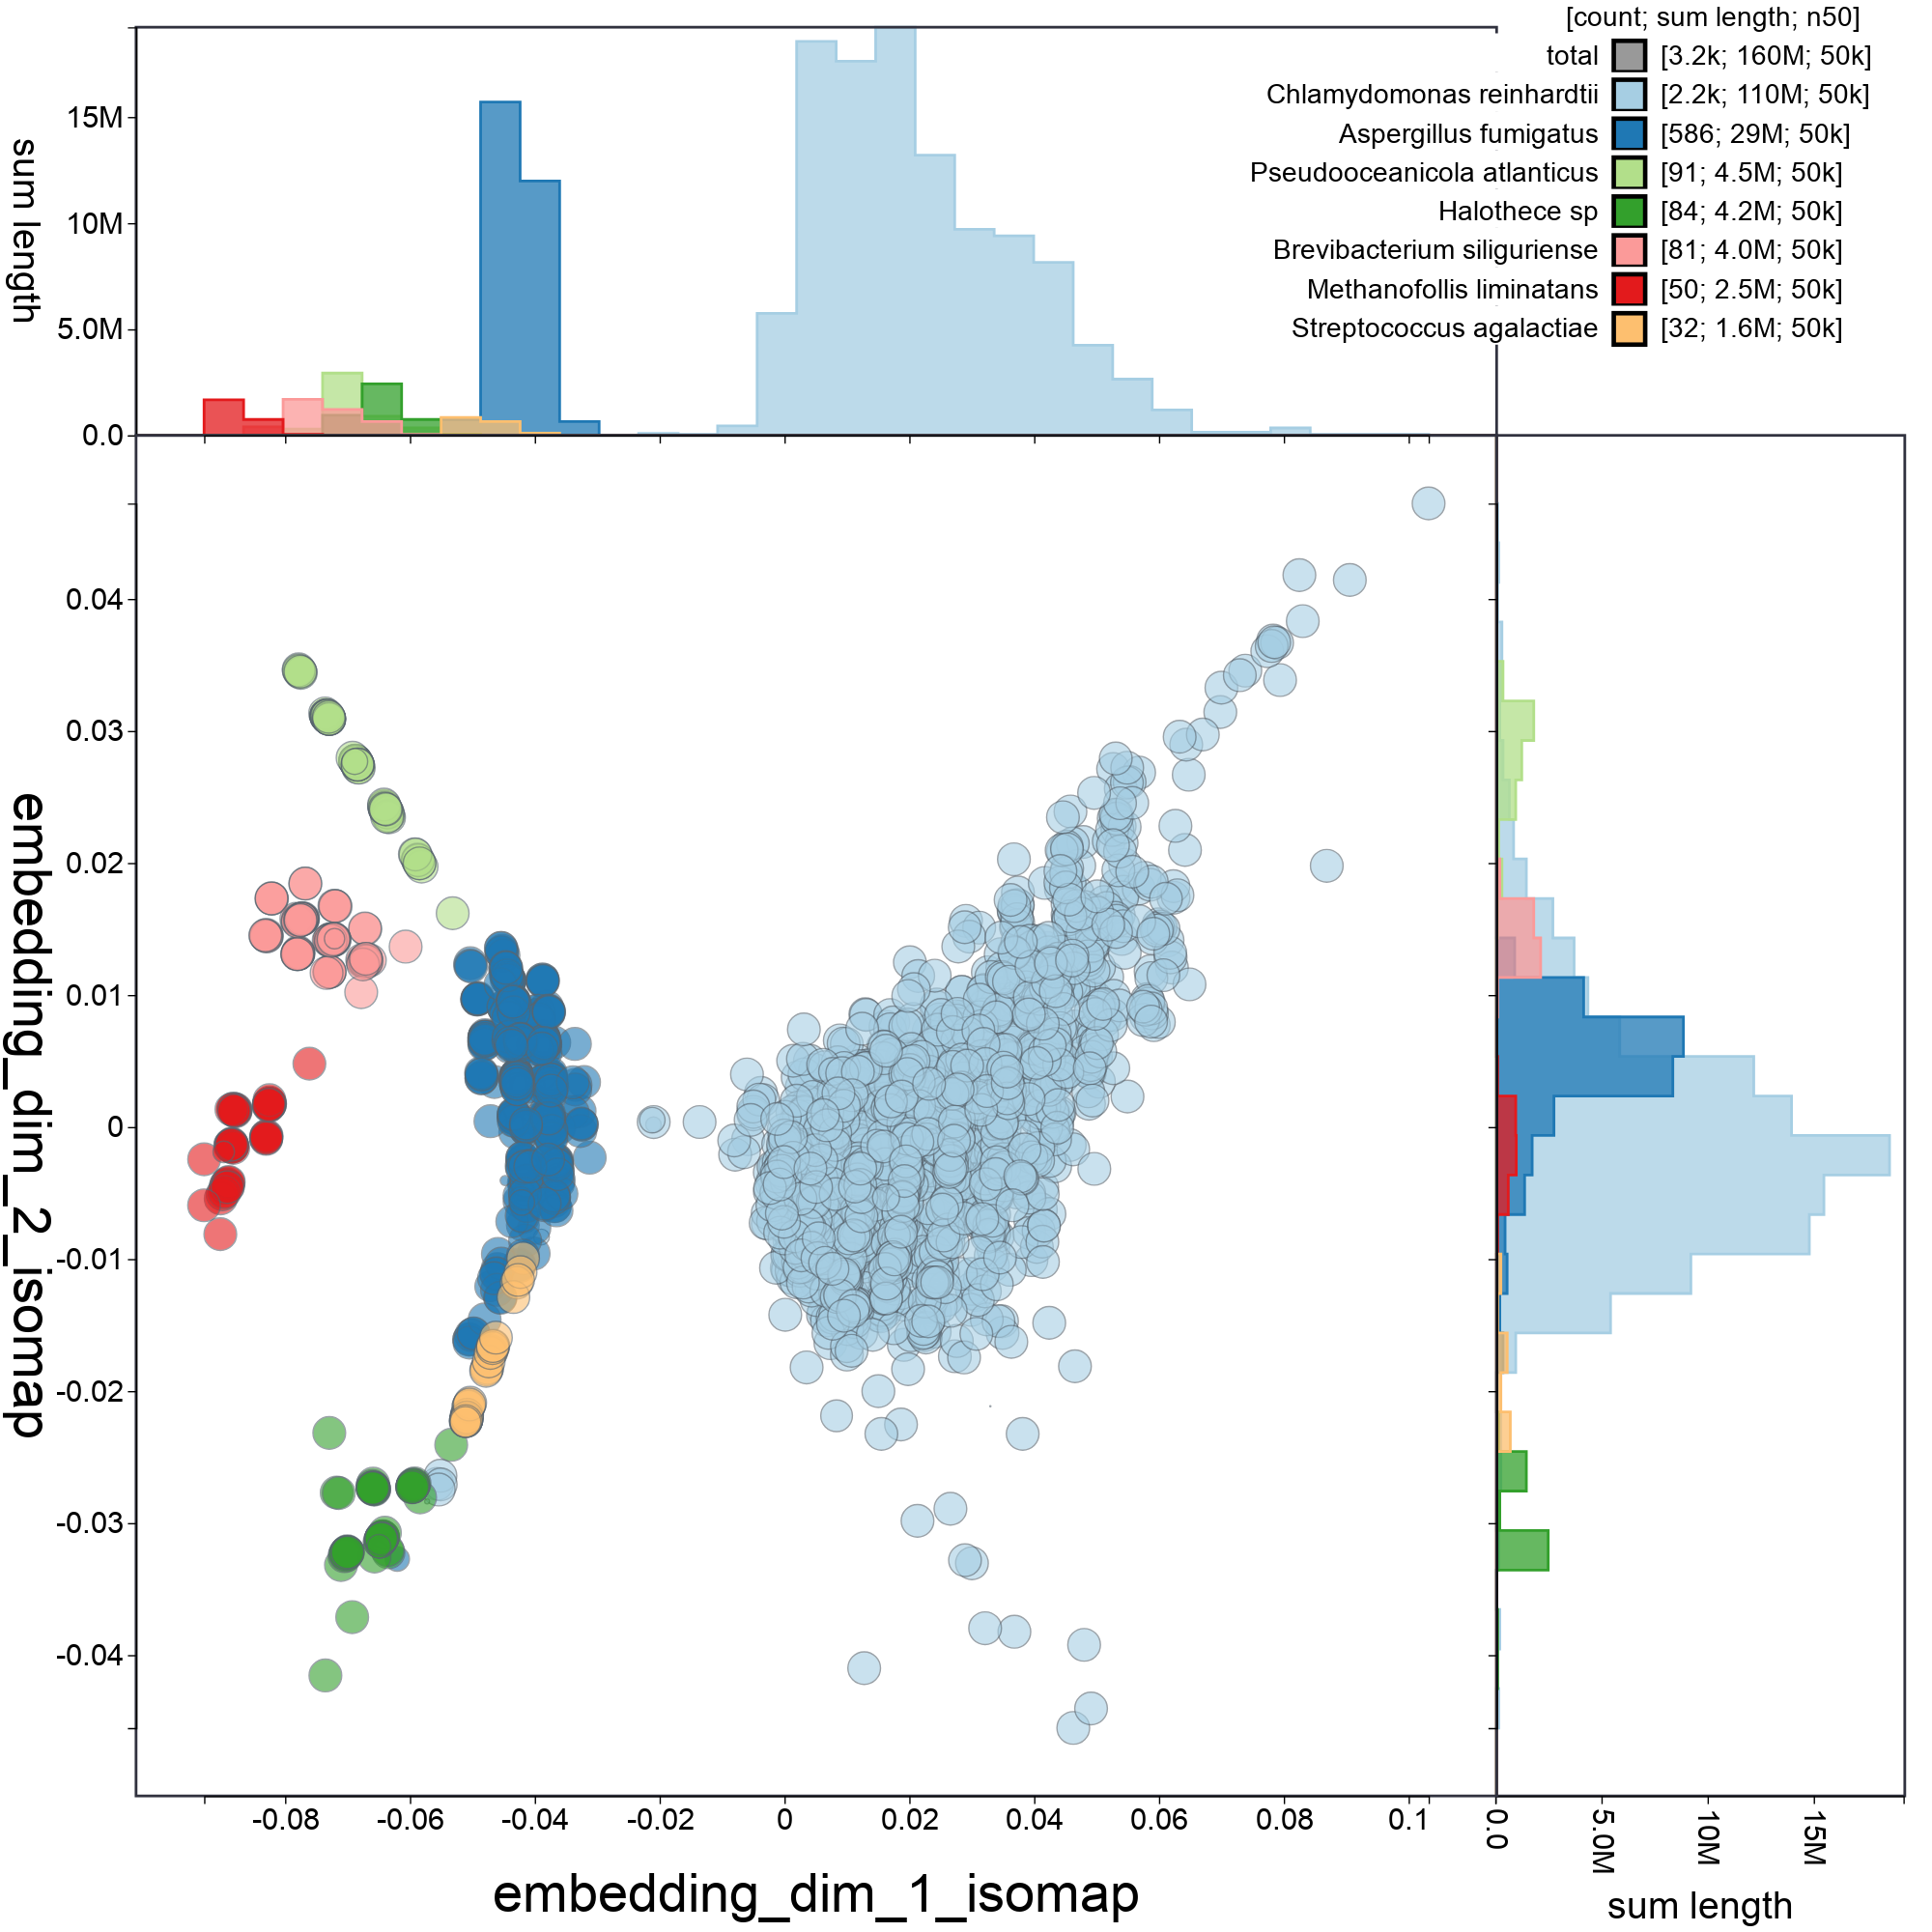 [count; sum length; n50]
total [3.2k; 160M; 50k]
Chlamydomonas reinhardtii [2.2k; 110M; 50k]
Aspergillus fumigatus [586; 29M; 50k]
Pseudooceanicola atlanticus [91; 4.5M; 50k]
Halothece sp [84; 4.2M; 50k]
Brevibacterium siliguriense [81; 4.0M; 50k]
Methanofollis liminatans [50; 2.5M; 50k]
Streptococcus agalactiae [32; 1.6M; 50k]
sum length
15M
10M
5.0M
0.0
embedding_dim_2_isomap
0.04
0.03
0.02
0.01
0
-0.01
-0.02
-0.03
-0.04
-0.08 -0.06 -0.04 -0.02 0 0.02 0.04 0.06 0.08 0.1
embedding_dim_1_isomap
0.0 5.0M 10M 15M
sum length